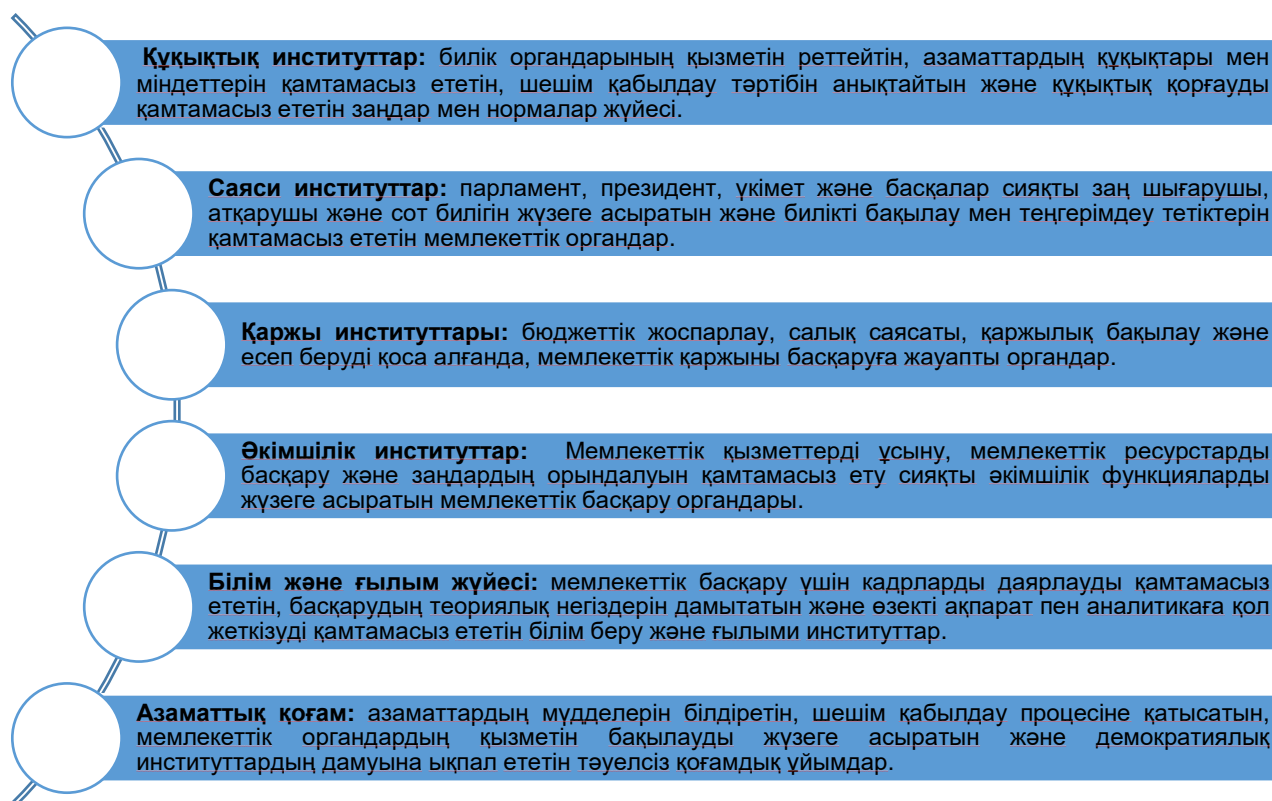 Құқықтық институттар: билік органдарының қызметін реттейтін, азаматтардың құқықтары мен
міндеттерін қамтамасыз ететін, шешім қабылдау тәртібін анықтайтын және құқықтық қорғауды
қамтамасыз ететін заңдар мен нормалар жүйесі.
Саяси институттар: парламент, президент, үкімет және басқалар сияқты заң шығарушы,
атқарушы және сот билігін жүзеге асыратын және билікті бақылау мен теңгерімдеу тетіктерін
қамтамасыз ететін мемлекеттік органдар.
Қаржы институттары: бюджеттік жоспарлау, салық саясаты, қаржылық бақылау және
есеп беруді қоса алғанда, мемлекеттік қаржыны басқаруға жауапты органдар.
Әкімшілік институттар: Мемлекеттік қызметтерді ұсыну, мемлекеттік ресурстарды
басқару және заңдардың орындалуын қамтамасыз ету сияқты әкімшілік функцияларды
жүзеге асыратын мемлекеттік басқару органдары.
Білім және ғылым жүйесі: мемлекеттік басқару үшін кадрларды даярлауды қамтамасыз
ететін, басқарудың теориялық негіздерін дамытатын және өзекті ақпарат пен аналитикаға қол
жеткізуді қамтамасыз ететін білім беру және ғылыми институттар.
Азаматтық қоғам: азаматтардың мүдделерін білдіретін, шешім қабылдау процесіне қатысатын,
мемлекеттік органдардың қызметін бақылауды жүзеге асыратын және демократиялық
институттардың дамуына ықпал ететін тәуелсіз қоғамдық ұйымдар.